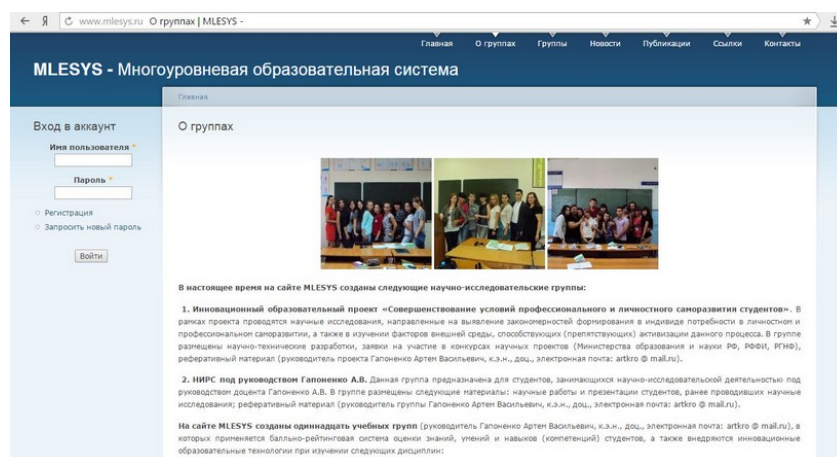 www.mlesys.ru О группах | MLESYS -
Главная О группах Группы Новости Публикации Ссылки Контакты
MLESYS - Многоуровневая образовательная система
Главная
Вход в аккаунт
Имя пользователя *
Пароль *
Регистрация
Запросить новый пароль
Войти
О группах
В настоящее время на сайте MLESYS созданы следующие научно-исследовательские группы:
1. Инновационный образовательный проект «Совершенствование условий профессионального и личностного саморазвития студентов». В
рамках проекта проводятся научные исследования, направленные на выявление закономерностей формирования в индивиде потребности в личностном и
профессиональном саморазвитии, а также в изучении факторов внешней среды, способствующих (препятствующих) активизации данного процесса. В группе
размещены научно-технические разработки, заявки на участие в конкурсах научных проектов (Министерства образования и науки РФ, РФФИ, РГНФ),
реферативный материал (руководитель проекта Гапоненко Артем Васильевич, к.э.н., доц., электронная почта: artkro @ mail.ru).
2. НИРС под руководством Гапоненко А.В. Данная группа предназначена для студентов, занимающихся научно-исследовательской деятельностью под
руководством доцента Гапоненко А.В. В группе размещены следующие материалы: научные работы и презентации студентов, ранее проводивших научные
исследования; реферативный материал (руководитель группы Гапоненко Артем Васильевич, к.э.н., доц., электронная почта: artkro @ mail.ru).
На сайте MLESYS созданы одиннадцать учебных групп (руководитель Гапоненко Артем Васильевич, к.э.н., доц., электронная почта: artkro @ mail.ru), в
которых применяется балльно-рейтинговая система оценки знаний, умений и навыков (компетенций) студентов, а также внедряются инновационные
образовательные технологии при изучении следующих дисциплин: